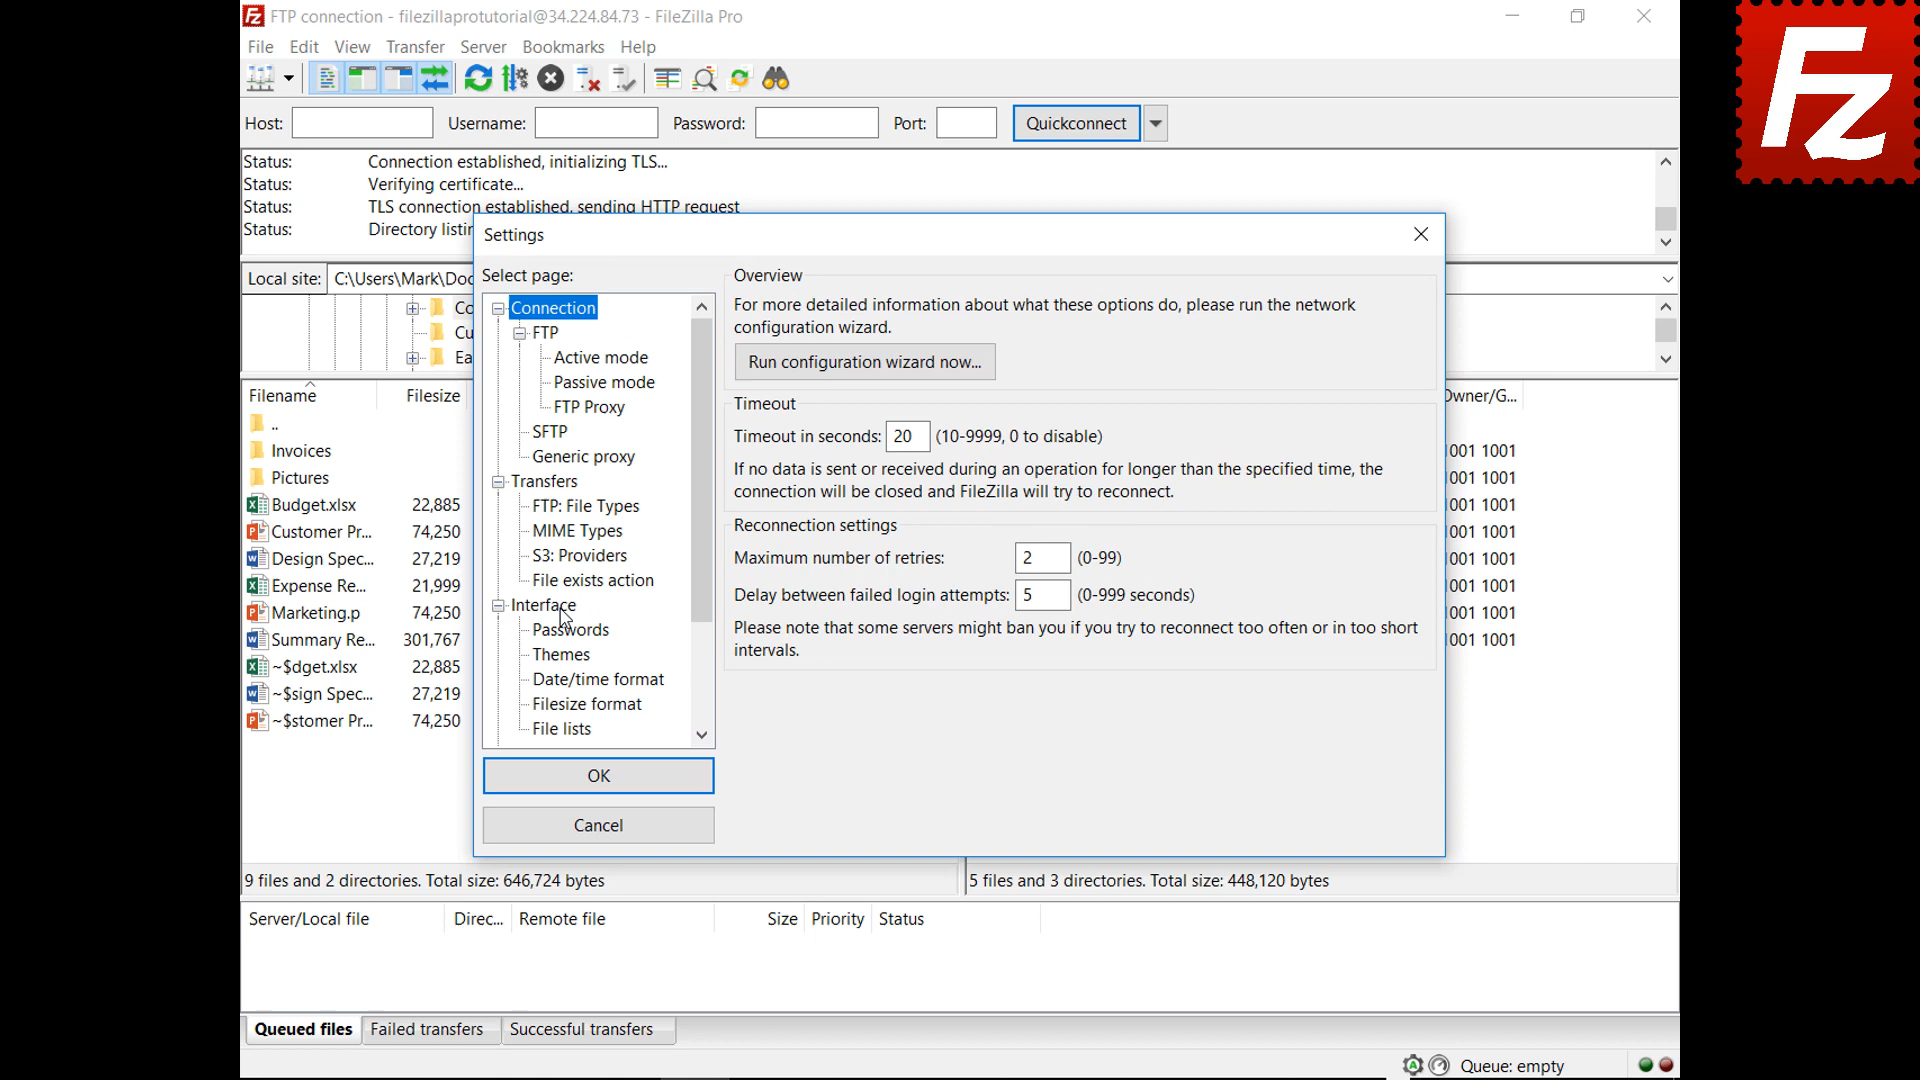 FTP connection - filezillaprotutorial@34.224.84.73 - FileZilla Pro
File Edit View Transfer Server Bookmarks Help
Host: Username: Password: Port: Quickconnect
Status: Connection established, initializing TLS...
Status: Verifying certificate...
Status: TLS connection established, sending HTTP request
Status: Directory listin
Local site: C:\Users\Mark\Doc
Co
Cu
Ea
Filename Filesize
..
Invoices
Pictures
Budget.xlsx 22,885
Customer Pr... 74,250
Design Spec... 27,219
Expense Re... 21,999
Marketing.p 74,250
Summary Re... 301,767
~$dget.xlsx 22,885
~$sign Spec... 27,219
~$stomer Pr... 74,250
Settings
Select page:
Connection
FTP
Active mode
Passive mode
FTP Proxy
SFTP
Generic proxy
Transfers
FTP: File Types
MIME Types
S3: Providers
File exists action
Interface
Passwords
Themes
Date/time format
Filesize format
File lists
OK
Cancel
Overview
For more detailed information about what these options do, please run the network
configuration wizard.
Run configuration wizard now...
Timeout
Timeout in seconds: 20 (10-9999, 0 to disable)
If no data is sent or received during an operation for longer than the specified time, the
connection will be closed and FileZilla will try to reconnect.
Reconnection settings
Maximum number of retries: 2 (0-99)
Delay between failed login attempts: 5 (0-999 seconds)
Please note that some servers might ban you if you try to reconnect too often or in too short
intervals.
Owner/G...
1001 1001
1001 1001
1001 1001
1001 1001
1001 1001
1001 1001
1001 1001
1001 1001
9 files and 2 directories. Total size: 646,724 bytes
5 files and 3 directories. Total size: 448,120 bytes
Server/Local file Direc... Remote file Size Priority Status
Queued files Failed transfers Successful transfers
Queue: empty
Fz